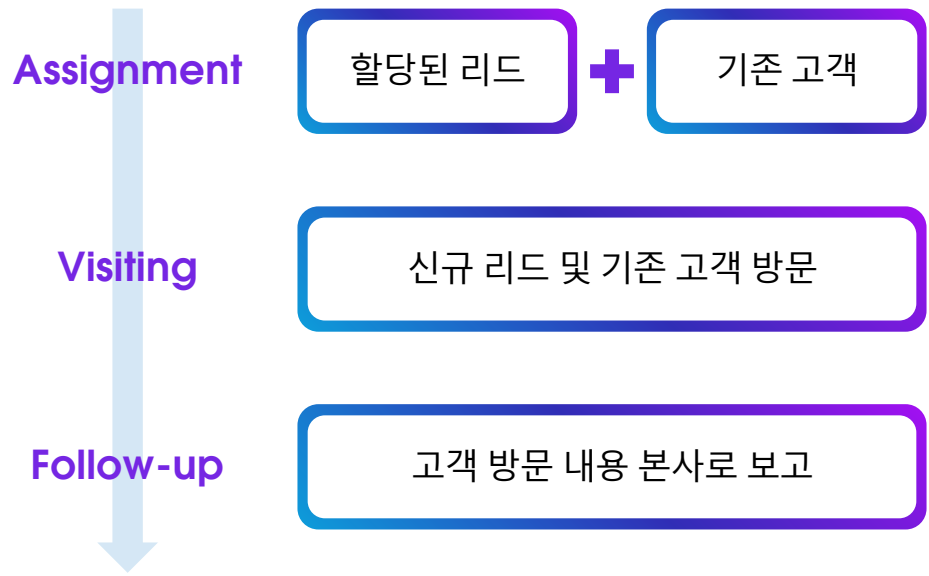 Assignment
할당된 리드
기존 고객
Visiting
신규 리드 및 기존 고객 방문
Follow-up
고객 방문 내용 본사로 보고